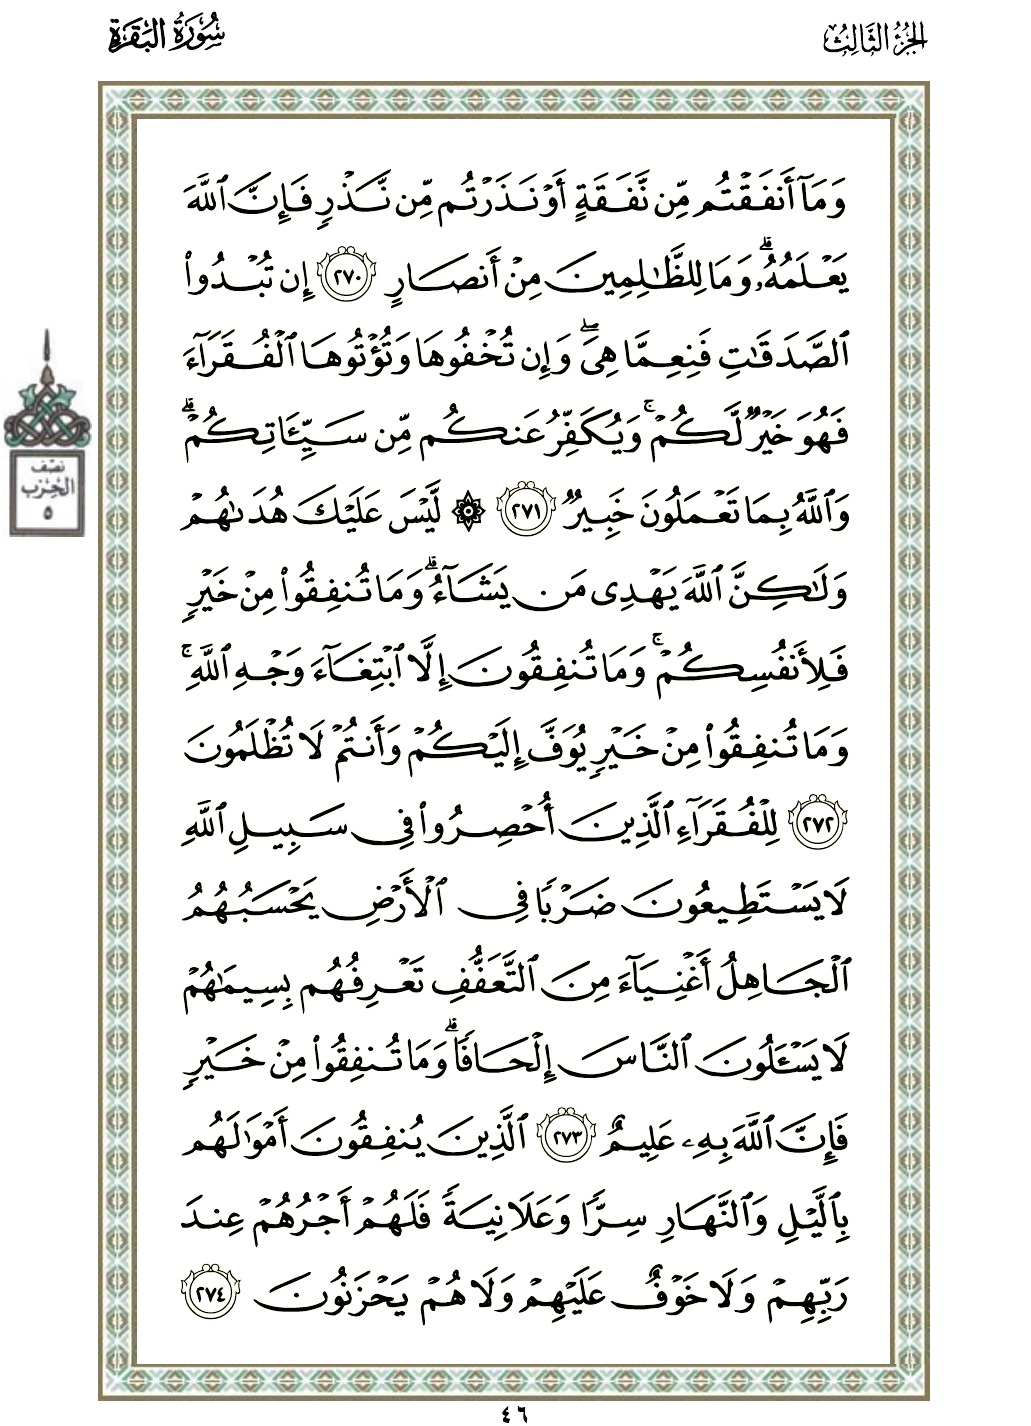 الجزء الثالث
سُورَةُ البَقَرَةِ
وَمَآ أَنفَقْتُم مِّن نَّفَقَةٍ أَوْ نَذَرْتُم مِّن نَّذْرٍ فَإِنَّ ٱللَّهَ
يَعْلَمُهُۥ ۗ وَمَا لِلظَّٰلِمِينَ مِنْ أَنصَارٍ ٢٧٠ إِن تُبْدُوا۟
ٱلصَّدَقَٰتِ فَنِعِمَّا هِىَ ۖ وَإِن تُخْفُوهَا وَتُؤْتُوهَا ٱلْفُقَرَآءَ
فَهُوَ خَيْرٌ لَّكُمْ ۚ وَيُكَفِّرُ عَنكُم مِّن سَيِّـَٔاتِكُمْ ۗ
وَٱللَّهُ بِمَا تَعْمَلُونَ خَبِيرٌ ٢٧١ ۞ لَّيْسَ عَلَيْكَ هُدَىٰهُمْ
وَلَٰكِنَّ ٱللَّهَ يَهْدِى مَن يَشَآءُ ۗ وَمَا تُنفِقُوا۟ مِنْ خَيْرٍ
فَلِأَنفُسِكُمْ ۚ وَمَا تُنفِقُونَ إِلَّا ٱبْتِغَآءَ وَجْهِ ٱللَّهِ ۚ
وَمَا تُنفِقُوا۟ مِنْ خَيْرٍ يُوَفَّ إِلَيْكُمْ وَأَنتُمْ لَا تُظْلَمُونَ
٢٧٢ لِلْفُقَرَآءِ ٱلَّذِينَ أُحْصِرُوا۟ فِى سَبِيلِ ٱللَّهِ
لَا يَسْتَطِيعُونَ ضَرْبًا فِى ٱلْأَرْضِ يَحْسَبُهُمُ
ٱلْجَاهِلُ أَغْنِيَآءَ مِنَ ٱلتَّعَفُّفِ تَعْرِفُهُم بِسِيمَٰهُمْ
لَا يَسْـَٔلُونَ ٱلنَّاسَ إِلْحَافًا ۗ وَمَا تُنفِقُوا۟ مِنْ خَيْرٍ
فَإِنَّ ٱللَّهَ بِهِۦ عَلِيمٌ ٢٧٣ ٱلَّذِينَ يُنفِقُونَ أَمْوَٰلَهُم
بِٱلَّيْلِ وَٱلنَّهَارِ سِرًّا وَعَلَانِيَةً فَلَهُمْ أَجْرُهُمْ عِندَ
رَبِّهِمْ وَلَا خَوْفٌ عَلَيْهِمْ وَلَا هُمْ يَحْزَنُونَ ٢٧٤
نصف
الحزب
٥
٤٦